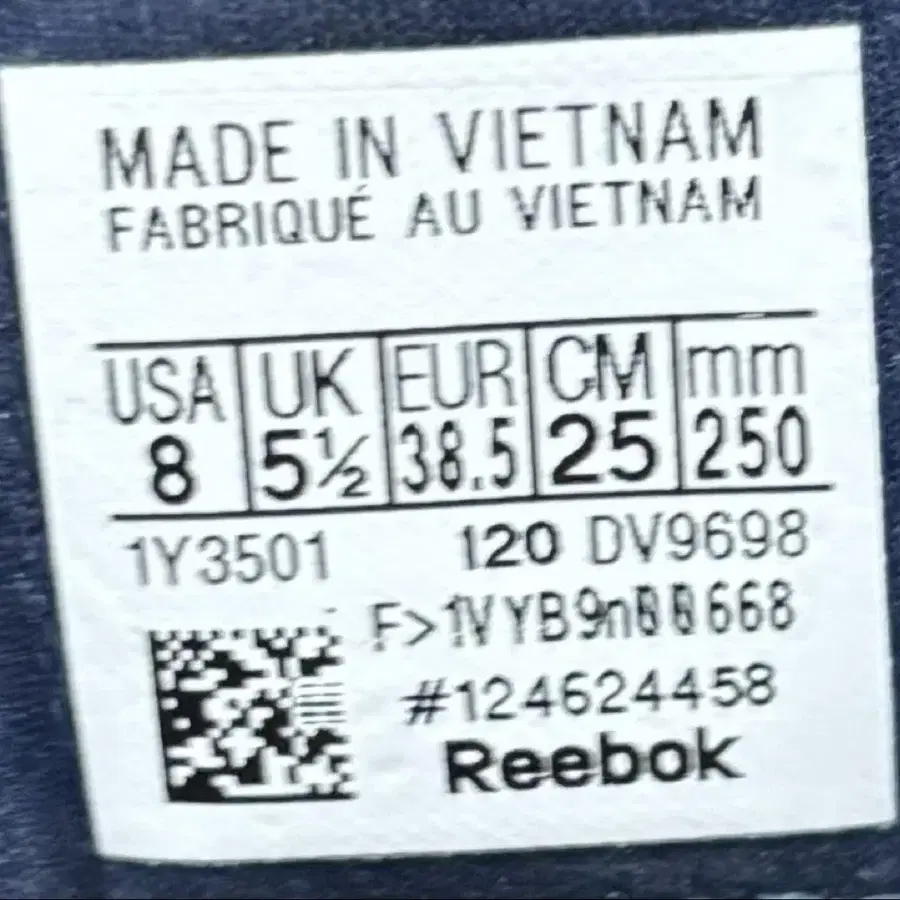 MADE IN VIETNAM
FABRIQUÉ AU VIETNAM
USA UK EUR CM mm
8 5½ 38.5 25 250
1Y3501 120 DV9698
#124624458
Reebok